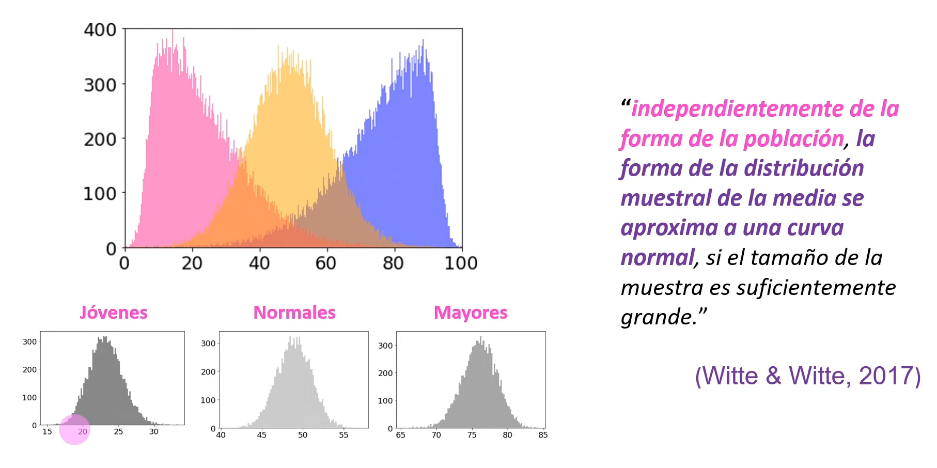 400
300
200
100
0
0 20 40 60 80 100
“independientemente de la
forma de la población, la
forma de la distribución
muestral de la media se
aproxima a una curva
normal, si el tamaño de la
muestra es suficientemente
grande.”
(Witte & Witte, 2017)
Jóvenes
300
200
100
0
15 20 25 30
Normales
300
200
100
0
40 45 50 55
Mayores
300
200
100
0
65 70 75 80 85